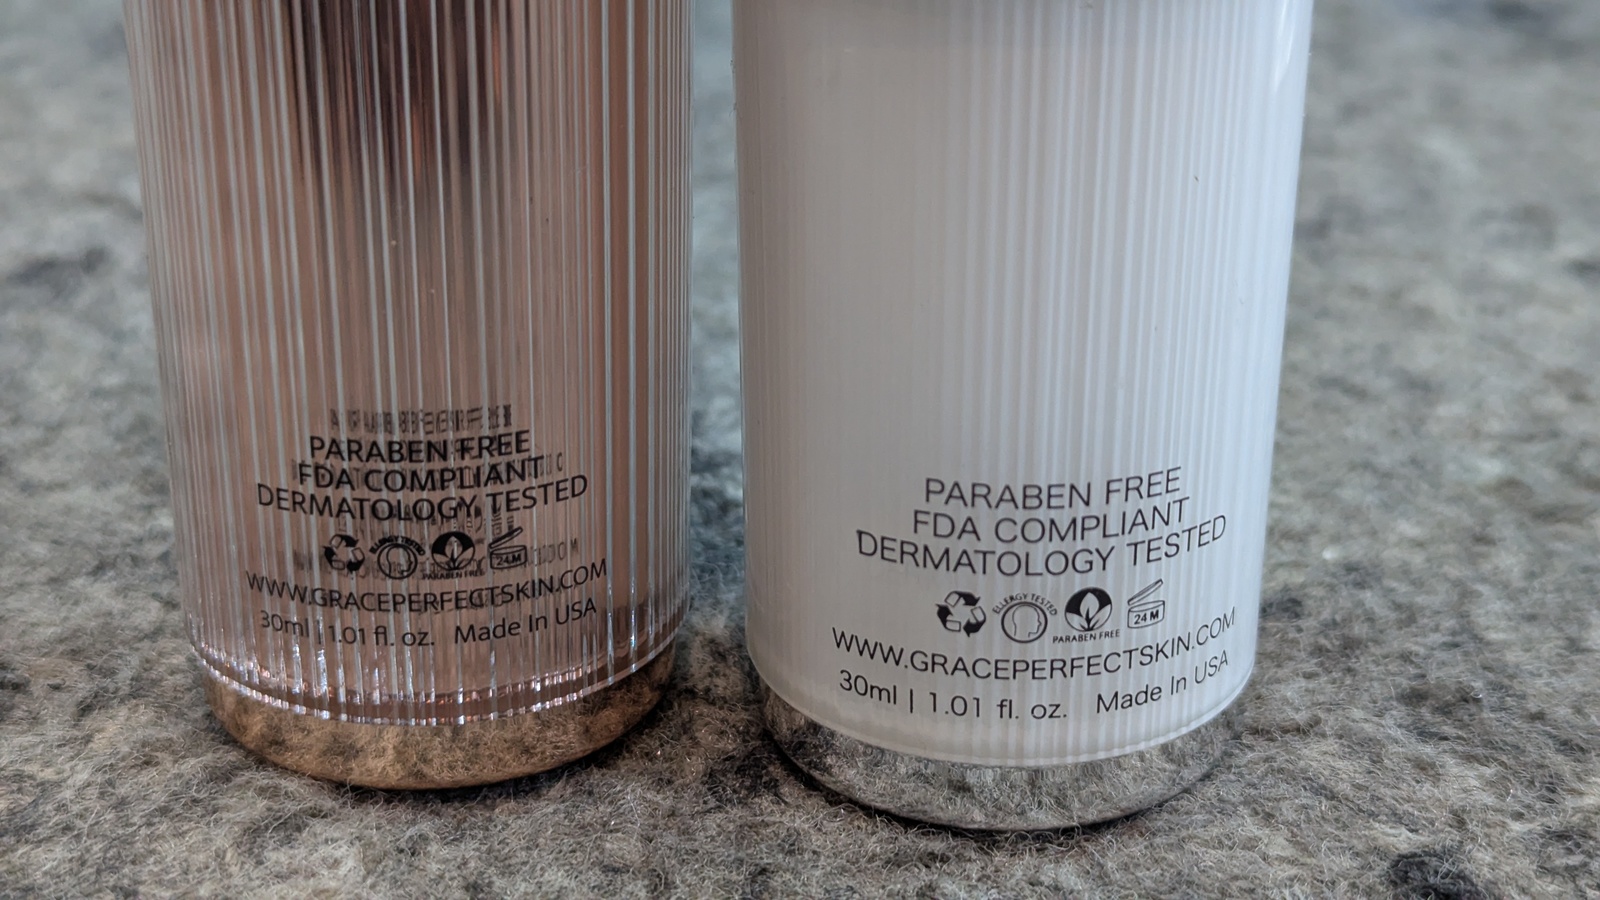 PARABEN FREE
FDA COMPLIANT
DERMATOLOGY TESTED
ELLERGY TESTED
PARABEN FREE
24M
WWW.GRACEPERFECTSKIN.COM
30ml | 1.01 fl. oz. Made In USA
PARABEN FREE
FDA COMPLIANT
DERMATOLOGY TESTED
ELLERGY TESTED
PARABEN FREE
24M
WWW.GRACEPERFECTSKIN.COM
30ml | 1.01 fl. oz. Made In USA